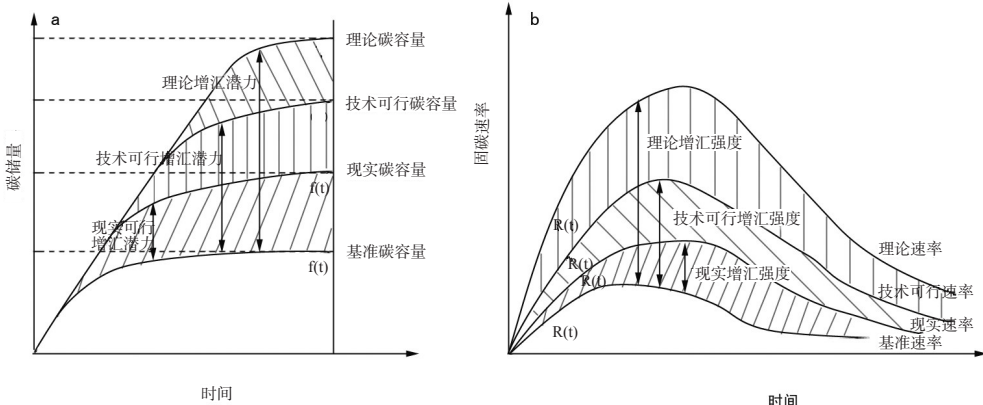 a
理论碳容量
理论增汇潜力
技术可行碳容量
技术可行增汇潜力
现实碳容量
f(t)
现实可行
增汇潜力
基准碳容量
f(t)
碳储量
时间
b
固碳速率
理论增汇强度
R(t)
技术可行增汇强度
理论速率
R(t)
现实增汇强度
R(t)
技术可行速率
R(t)
现实速率
基准速率
时间